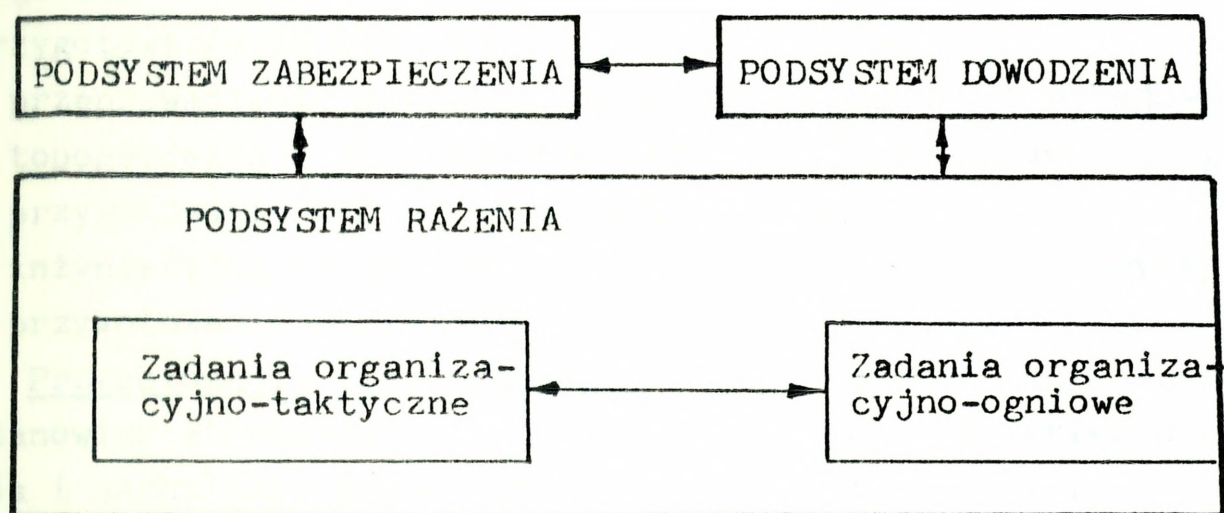 PODSYSTEM ZABEZPIECZENIA
PODSYSTEM DOWODZENIA
PODSYSTEM RAŻENIA
Zadania organiza-
cyjno-taktyczne
Zadania organiza-
cyjno-ogniowe